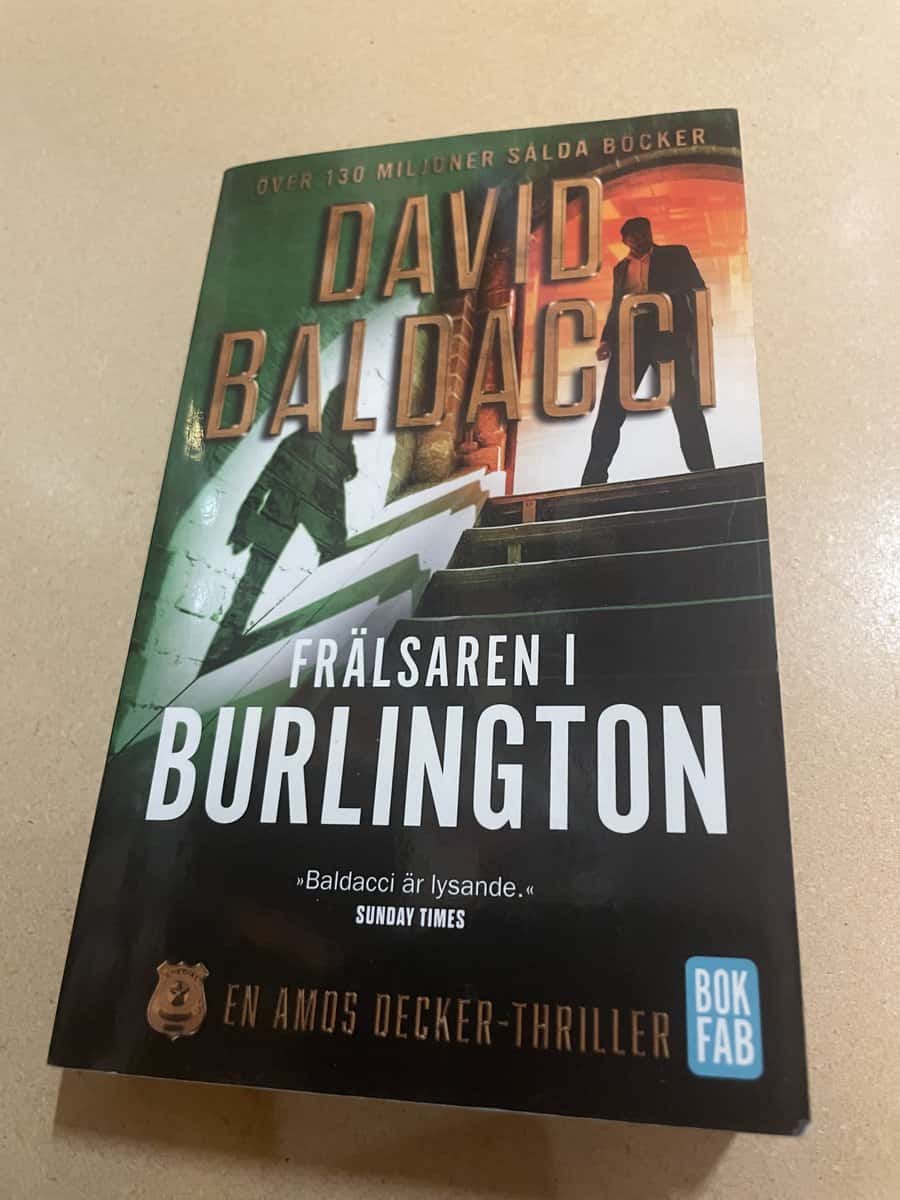 ÖVER 130 MILJONER SÅLDA BÖCKER
DAVID
BALDACCI
FRÄLSAREN I
BURLINGTON
»Baldacci är lysande.«
SUNDAY TIMES
EN AMOS DECKER-THRILLER
BOK
FAB